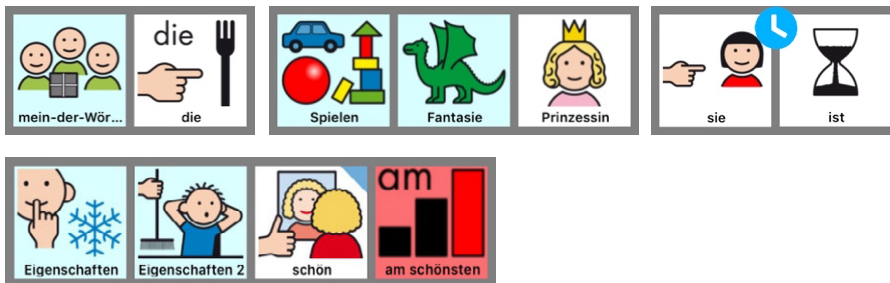 die
mein-der-Wör... die Spielen Fantasie Prinzessin sie ist
am
Eigenschaften Eigenschaften 2 schön am schönsten